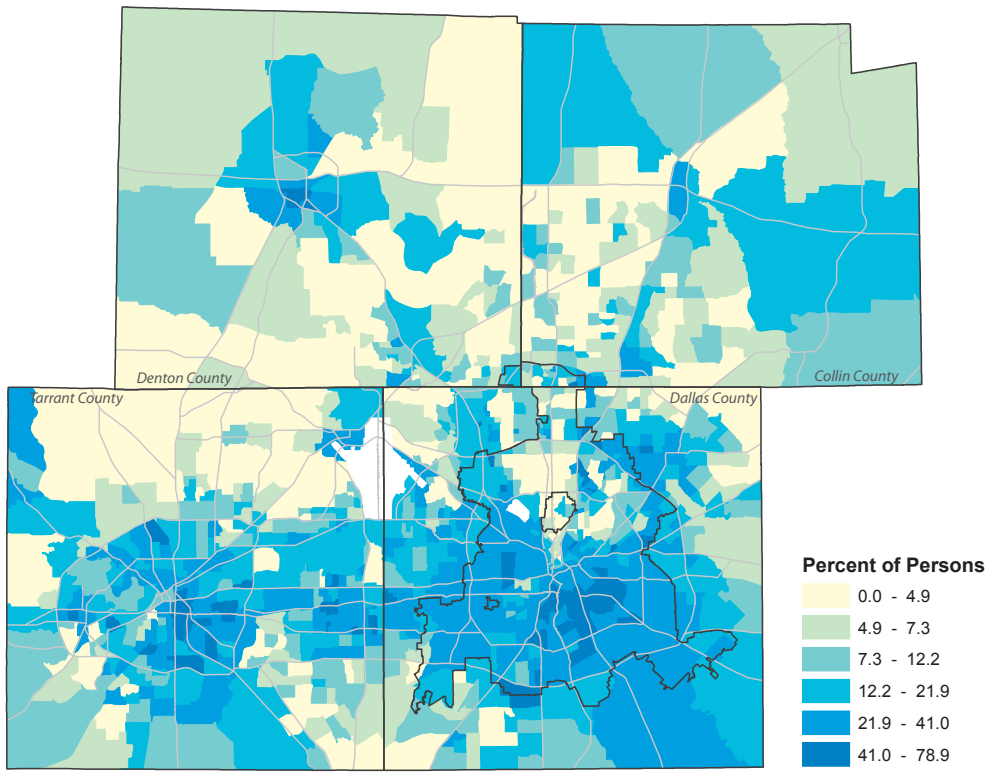 Denton County
Collin County
Tarrant County
Dallas County
Percent of Persons
0.0 - 4.9
4.9 - 7.3
7.3 - 12.2
12.2 - 21.9
21.9 - 41.0
41.0 - 78.9